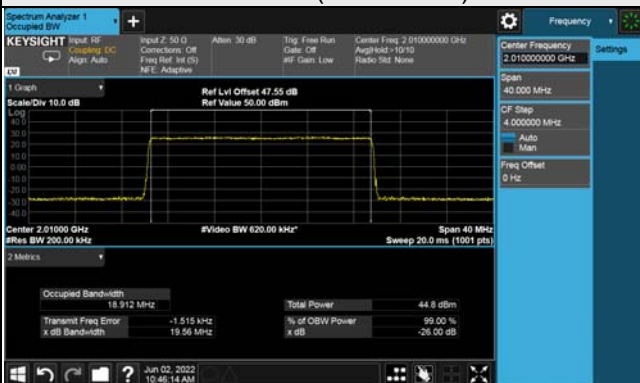 Spectrum Analyzer 1
Occupied BW
Frequency
KEYSIGHT
Input: RF
Coupling: DC
Align: Auto
Input Z: 50 Ω
Corrections: Off
Freq Ref: Int (S)
NFE: Adaptive
Atten: 30 dB
Trig: Free Run
Gate: Off
#IF Gain: Low
Center Freq: 2.010000000 GHz
Avg|Hold:>10/10
Radio Std: None
Center Frequency
2.010000000 GHz
Settings
Span
40.000 MHz
CF Step
4.000000 MHz
Auto
Man
Freq Offset
0 Hz
1 Graph
Scale/Div 10.0 dB
Ref Lvl Offset 47.55 dB
Ref Value 50.00 dBm
Log
40.0
30.0
20.0
10.0
0.00
-10.0
-20.0
-30.0
-40.0
Center 2.01000 GHz
#Res BW 200.00 kHz
#Video BW 620.00 kHz*
Span 40 MHz
Sweep 20.0 ms (1001 pts)
2 Metrics
Occupied Bandwidth
18.912 MHz
Total Power 44.8 dBm
Transmit Freq Error -1.515 kHz
% of OBW Power 99.00 %
x dB Bandwidth 19.56 MHz
x dB -26.00 dB
Jun 02, 2022
10:46:14 AM